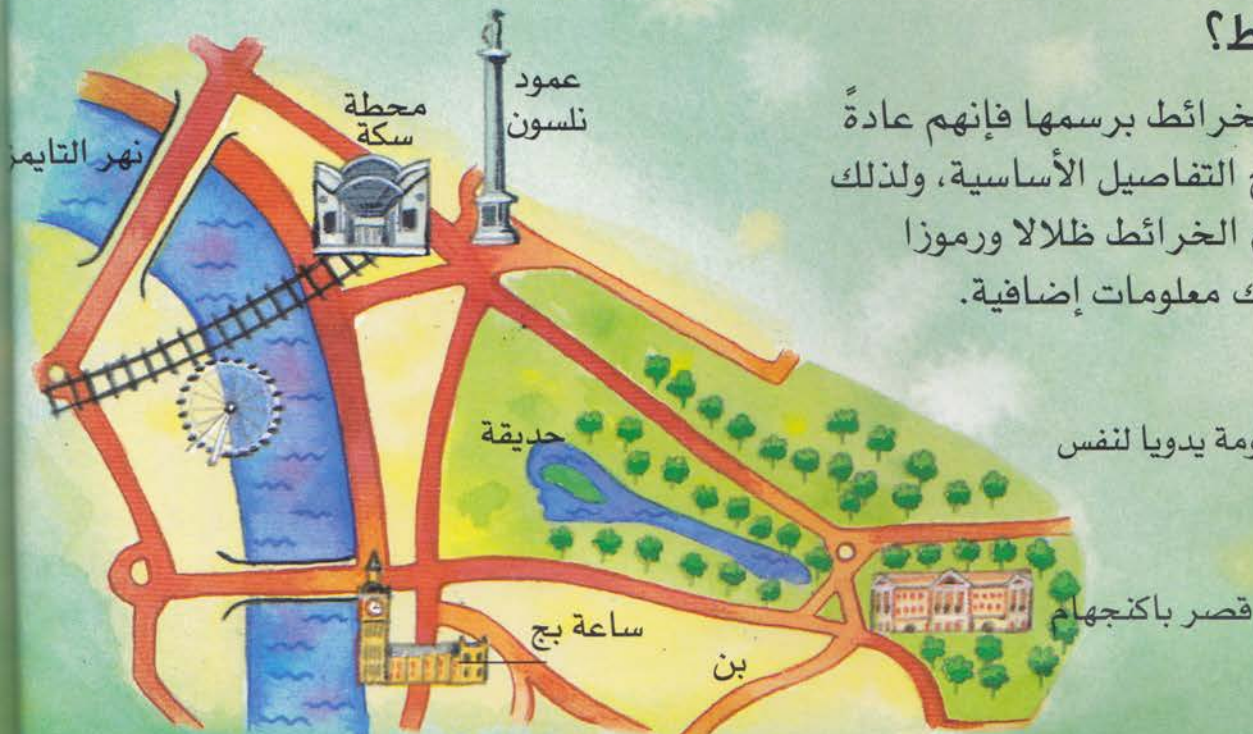 ط؟
خرائط برسمها فإنهم عادةً
التفاصيل الأساسية، ولذلك
الخرائط ظلالا ورموزا
ك معلومات إضافية.
ومة يدويا لنفس
عمود
نلسون
محطة
سكة
نهر التايمز
حديقة
ساعة بج
بن
قصر باكنجهام